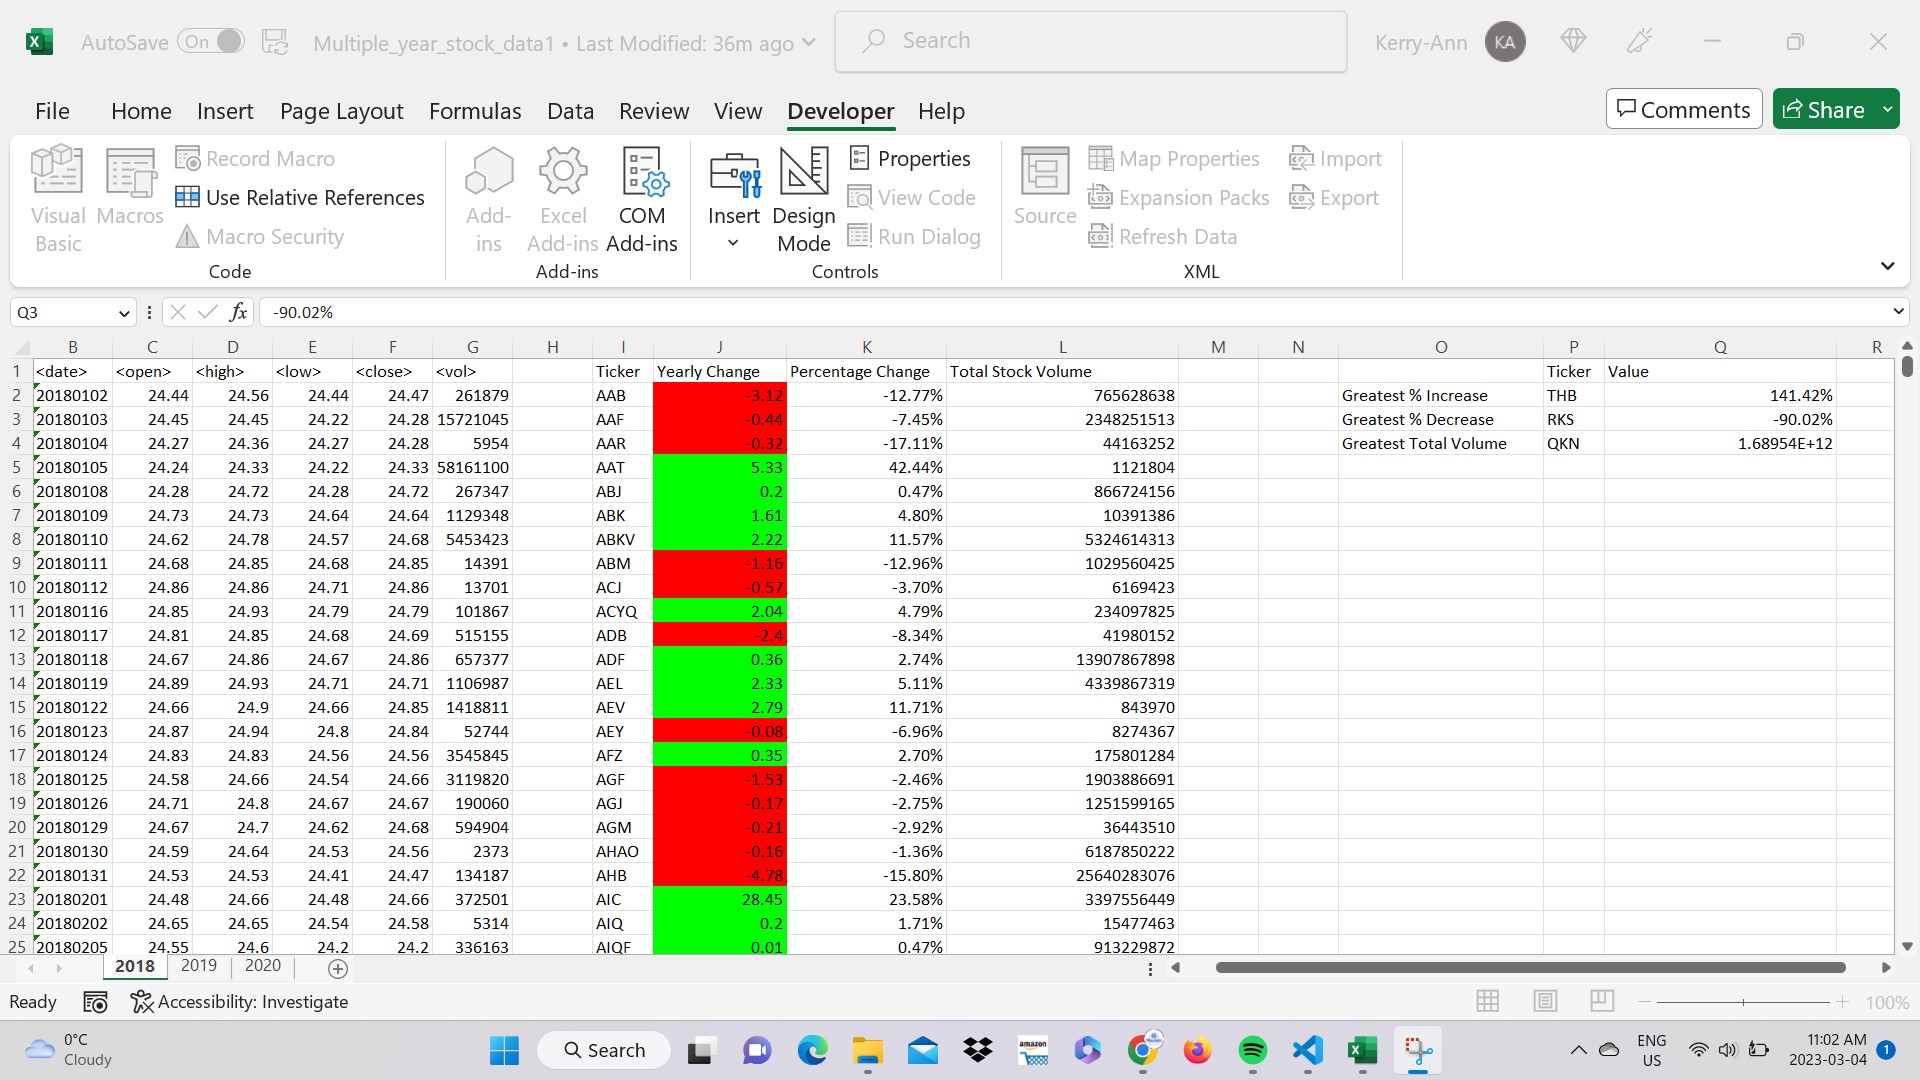 AutoSave On Multiple_year_stock_data1 • Last Modified: 36m ago Search Kerry-Ann KA
File Home Insert Page Layout Formulas Data Review View Developer Help Comments Share
Visual Basic
Macros
Record Macro
Use Relative References
Macro Security
Code
Add-ins
Excel Add-ins
COM Add-ins
Add-ins
Insert
Design Mode
Properties
View Code
Run Dialog
Controls
Source
Map Properties
Expansion Packs
Refresh Data
Import
Export
XML
Q3 fx -90.02%
B C D E F G H I J K L M N O P Q R
1 <date> <open> <high> <low> <close> <vol> Ticker Yearly Change Percentage Change Total Stock Volume Ticker Value
2 20180102 24.44 24.56 24.44 24.47 261879 AAB -3.12 -12.77% 765628638 Greatest % Increase THB 141.42%
3 20180103 24.45 24.45 24.22 24.28 15721045 AAF -0.44 -7.45% 2348251513 Greatest % Decrease RKS -90.02%
4 20180104 24.27 24.36 24.27 24.28 5954 AAR -0.32 -17.11% 44163252 Greatest Total Volume QKN 1.68954E+12
5 20180105 24.24 24.33 24.22 24.33 58161100 AAT 5.33 42.44% 1121804
6 20180108 24.28 24.72 24.28 24.72 267347 ABJ 0.2 0.47% 866724156
7 20180109 24.73 24.73 24.64 24.64 1129348 ABK 1.61 4.80% 10391386
8 20180110 24.62 24.78 24.57 24.68 5453423 ABKV 2.22 11.57% 5324614313
9 20180111 24.68 24.85 24.68 24.85 14391 ABM -1.16 -12.96% 1029560425
10 20180112 24.86 24.86 24.71 24.86 13701 ACJ -0.57 -3.70% 6169423
11 20180116 24.85 24.93 24.79 24.79 101867 ACYQ 2.04 4.79% 234097825
12 20180117 24.81 24.85 24.68 24.69 515155 ADB -2.4 -8.34% 41980152
13 20180118 24.67 24.86 24.67 24.86 657377 ADF 0.36 2.74% 13907867898
14 20180119 24.89 24.93 24.71 24.71 1106987 AEL 2.33 5.11% 4339867319
15 20180122 24.66 24.9 24.66 24.85 1418811 AEV 2.79 11.71% 843970
16 20180123 24.87 24.94 24.8 24.84 52744 AEY -0.08 -6.96% 8274367
17 20180124 24.83 24.83 24.56 24.56 3545845 AFZ 0.35 2.70% 175801284
18 20180125 24.58 24.66 24.54 24.66 3119820 AGF -1.53 -2.46% 1903886691
19 20180126 24.71 24.8 24.67 24.67 190060 AGJ -0.17 -2.75% 1251599165
20 20180129 24.67 24.7 24.62 24.68 594904 AGM -0.21 -2.92% 36443510
21 20180130 24.59 24.64 24.53 24.56 2373 AHAO -0.16 -1.36% 6187850222
22 20180131 24.53 24.53 24.41 24.47 134187 AHB -4.78 -15.80% 25640283076
23 20180201 24.48 24.66 24.48 24.66 372501 AIC 28.45 23.58% 3397556449
24 20180202 24.65 24.65 24.54 24.58 5314 AIQ 0.2 1.71% 15477463
25 20180205 24.55 24.6 24.2 24.2 336163 AIQF 0.01 0.47% 913229872
2018 2019 2020
Ready Accessibility: Investigate 100%
0°C
Cloudy
Search
amazon
ENG
US
11:02 AM
2023-03-04
1